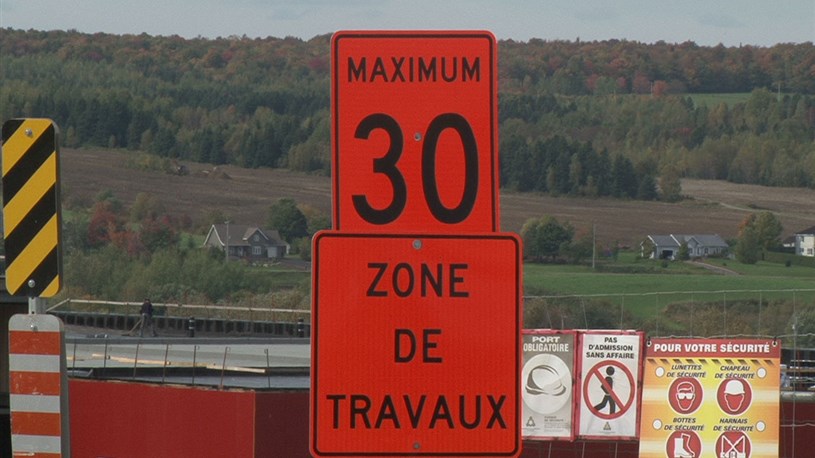 MAXIMUM
30
ZONE
DE
TRAVAUX
PORT
OBLIGATOIRE
PAS
D'ADMISSION
SANS AFFAIRE
POUR VOTRE SÉCURITÉ
LUNETTES
DE SÉCURITÉ
CHAPEAU
DE SÉCURITÉ
BOTTES
DE SÉCURITÉ
HARNAIS
DE SÉCURITÉ